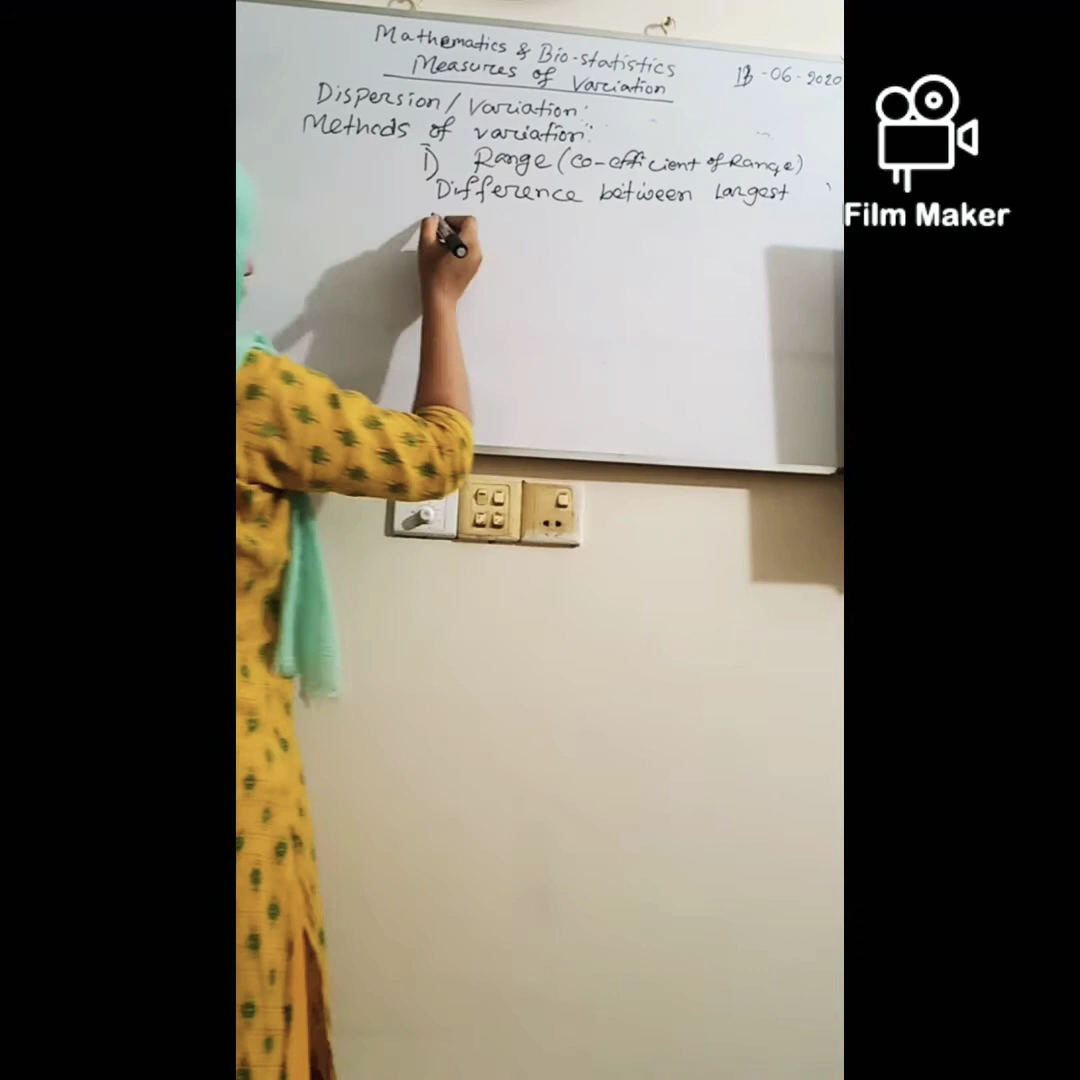 Mathematics & Bio-statistics
Measures of Variation
13-06-2020
Dispersion/Variation:
Methods of variation:
i) Range (co-efficient of Range)
Difference between Largest
Film Maker